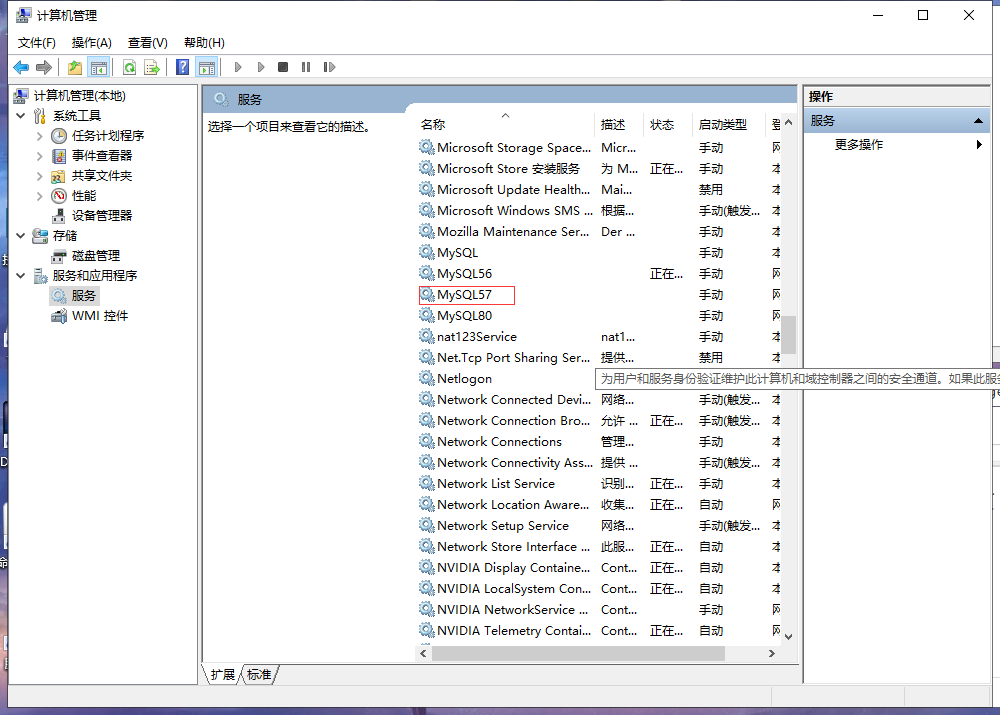 计算机管理
文件(F) 操作(A) 查看(V) 帮助(H)
计算机管理(本地)
系统工具
任务计划程序
事件查看器
共享文件夹
性能
设备管理器
存储
磁盘管理
服务和应用程序
服务
WMI 控件
服务
选择一个项目来查看它的描述。
名称 描述 状态 启动类型 登
Microsoft Storage Space... Micr... 手动 网
Microsoft Store 安装服务 为 M... 正在... 手动 本
Microsoft Update Health... Mai... 禁用 本
Microsoft Windows SMS ... 根据... 手动(触发... 本
Mozilla Maintenance Ser... Der ... 手动 本
MySQL 手动 网
MySQL56 正在... 手动 网
MySQL57 手动 网
MySQL80 手动 网
nat123Service nat1... 手动 本
Net.Tcp Port Sharing Ser... 提供... 禁用 本
Netlogon
为用户和服务身份验证维护此计算机和域控制器之间的安全通道。如果此服务
Network Connected Devi... 网络... 手动(触发... 本
Network Connection Bro... 允许 ... 正在... 手动(触发... 本
Network Connections 管理... 手动 本
Network Connectivity Ass... 提供 ... 手动(触发... 本
Network List Service 识别... 正在... 手动 本
Network Location Aware... 收集... 正在... 自动 网
Network Setup Service 网络... 手动(触发... 本
Network Store Interface ... 此服... 正在... 自动 本
NVIDIA Display Containe... Cont... 正在... 自动 本
NVIDIA LocalSystem Con... Cont... 正在... 自动 本
NVIDIA NetworkService ... Cont... 手动 网
NVIDIA Telemetry Contai... Cont... 正在... 自动 网
扩展 标准
操作
服务
更多操作